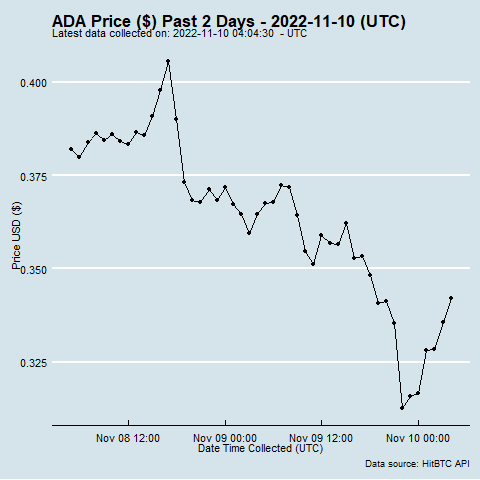 ADA Price ($) Past 2 Days - 2022-11-10 (UTC)
Latest data collected on: 2022-11-10 04:04:30  - UTC
0.400
0.375
0.350
0.325
Price USD ($)
Nov 08 12:00
Nov 09 00:00
Nov 09 12:00
Nov 10 00:00
Date Time Collected (UTC)
Data source: HitBTC API